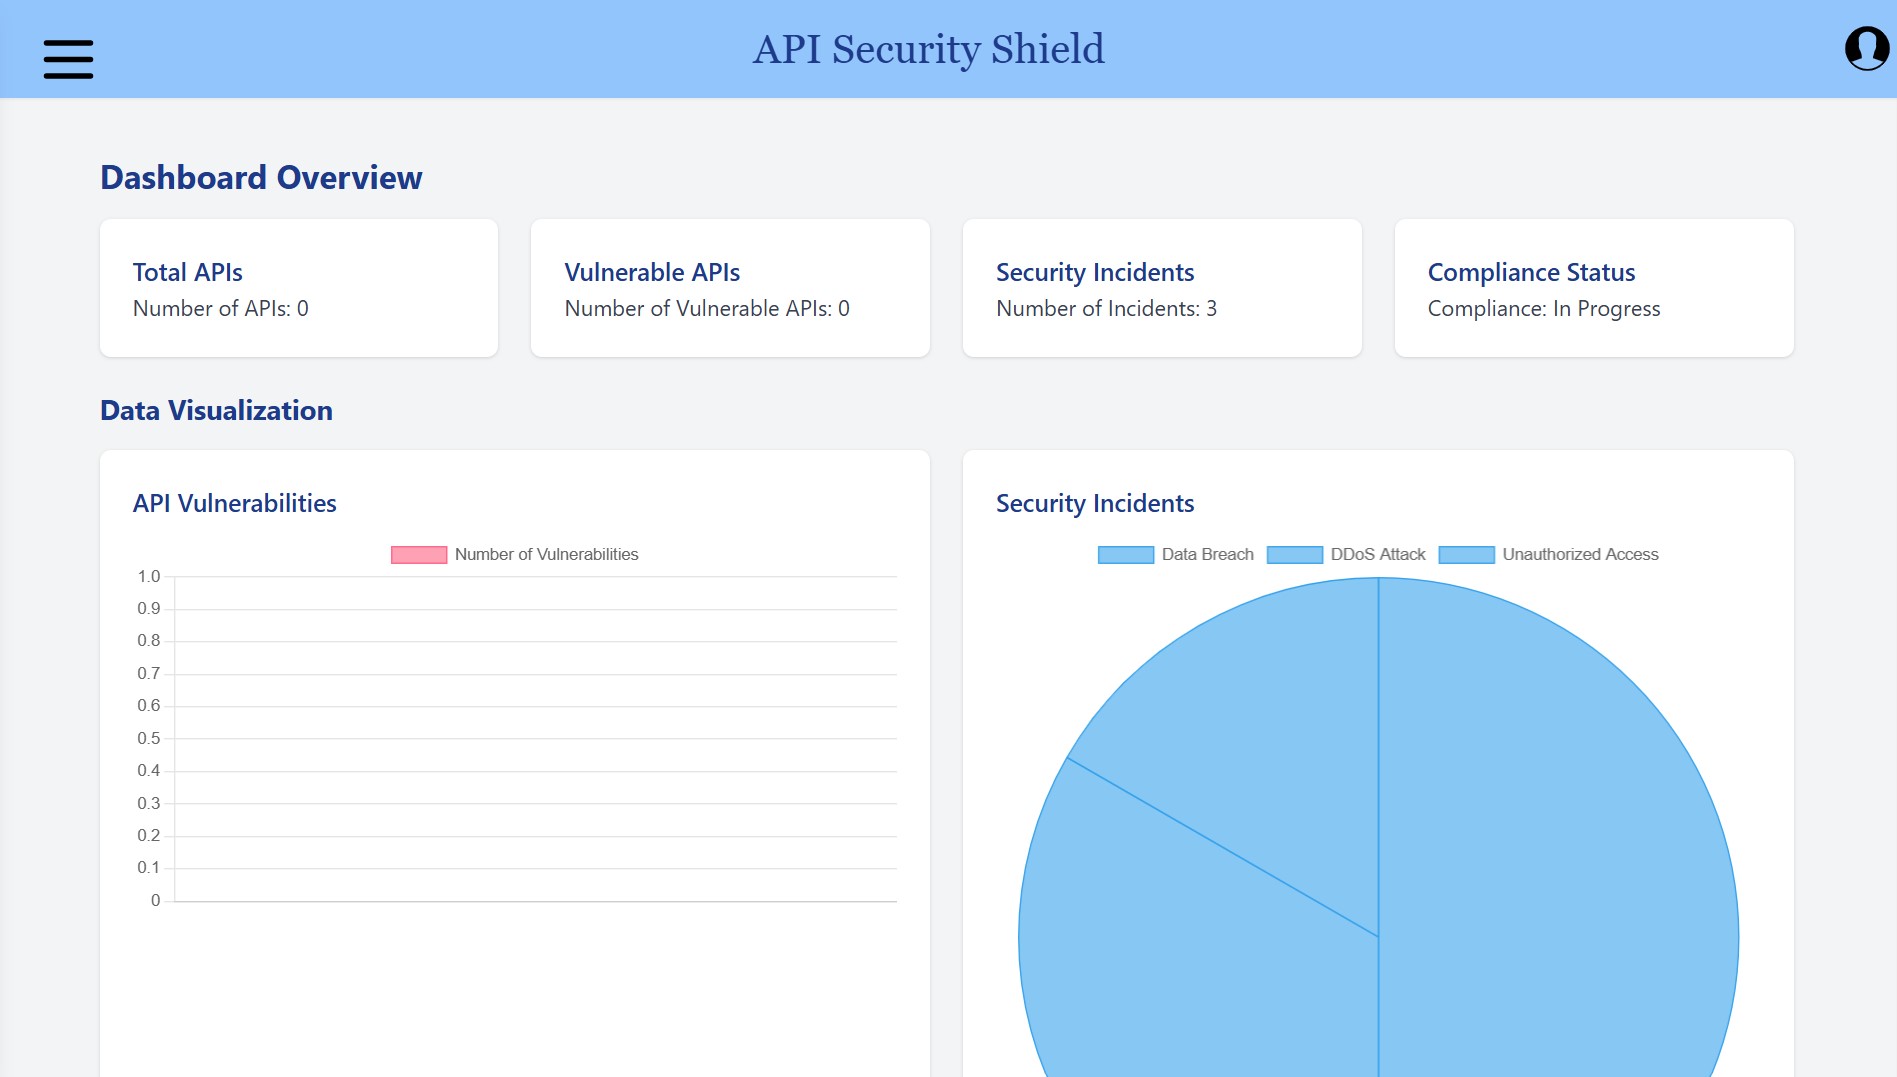 API Security Shield
Dashboard Overview
Total APIs
Number of APIs: 0
Vulnerable APIs
Number of Vulnerable APIs: 0
Security Incidents
Number of Incidents: 3
Compliance Status
Compliance: In Progress
Data Visualization
API Vulnerabilities
Number of Vulnerabilities
1.0
0.9
0.8
0.7
0.6
0.5
0.4
0.3
0.2
0.1
0
Security Incidents
Data Breach DDoS Attack Unauthorized Access